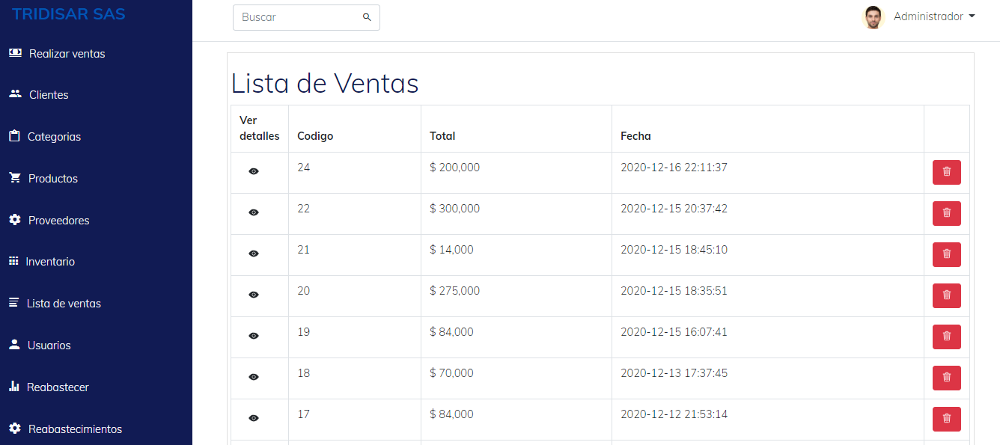 TRIDISAR SAS
Realizar ventas
Clientes
Categorias
Productos
Proveedores
Inventario
Lista de ventas
Usuarios
Reabastecer
Reabastecimientos
Buscar
Administrador
Lista de Ventas
Ver
detalles Codigo Total Fecha
24 $ 200,000 2020-12-16 22:11:37
22 $ 300,000 2020-12-15 20:37:42
21 $ 14,000 2020-12-15 18:45:10
20 $ 275,000 2020-12-15 18:35:51
19 $ 84,000 2020-12-15 16:07:41
18 $ 70,000 2020-12-13 17:37:45
17 $ 84,000 2020-12-12 21:53:14